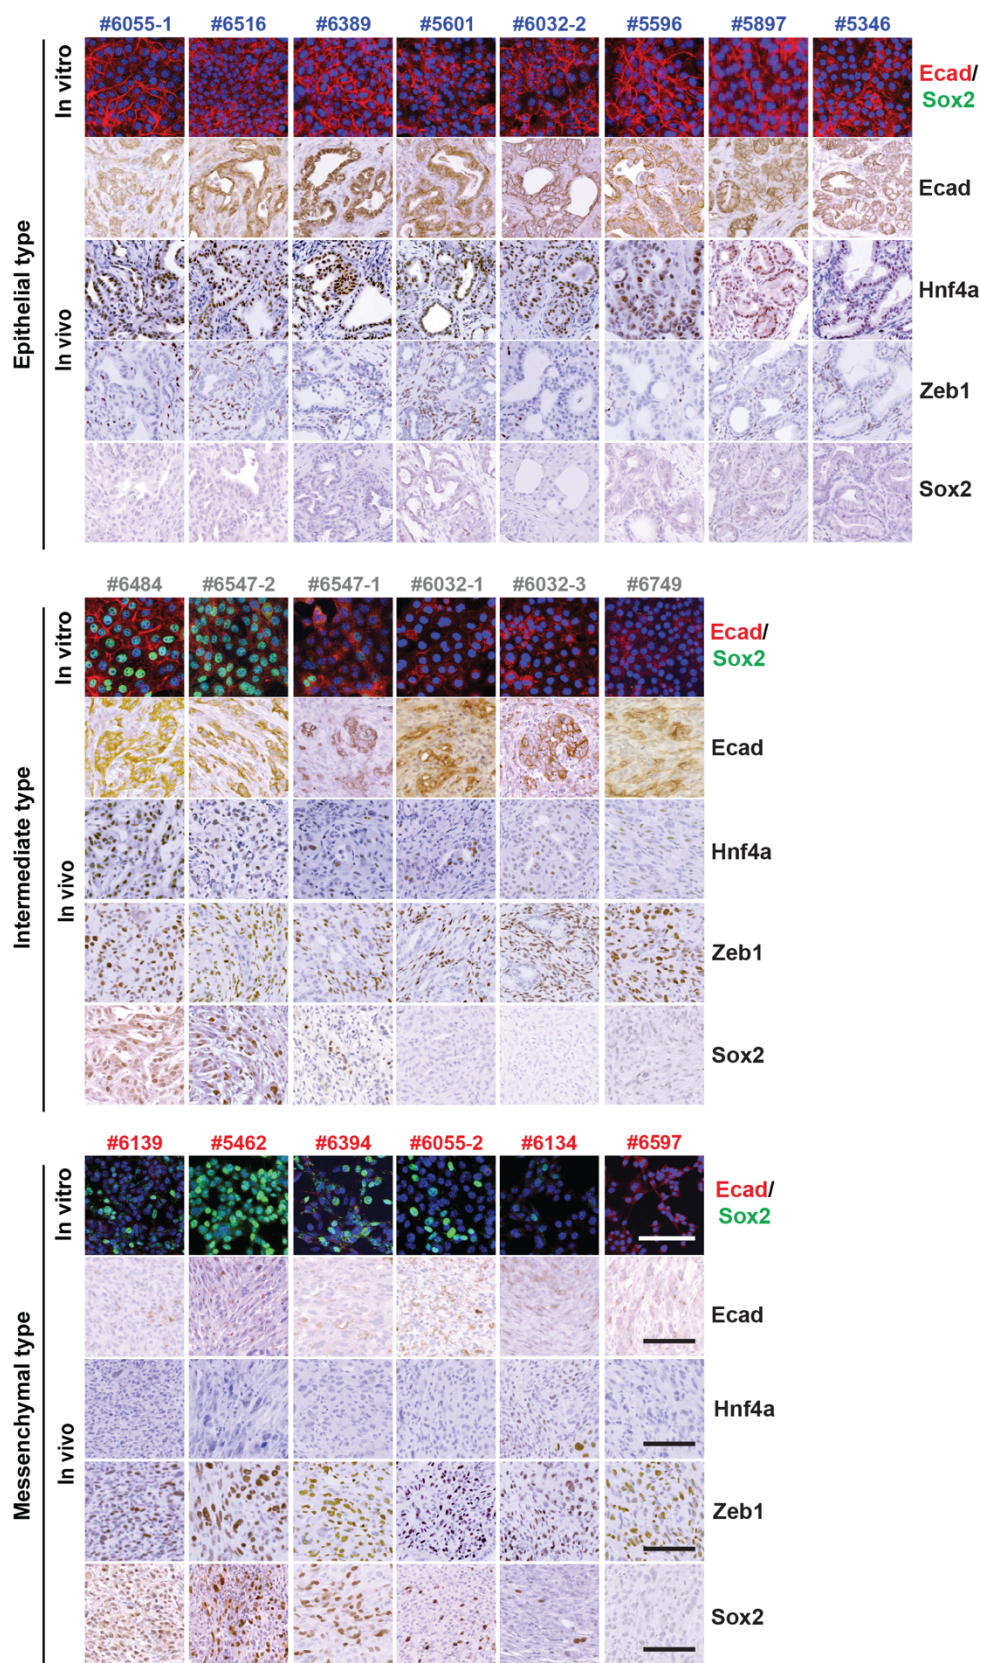 #6055-1 #6516 #6389 #5601 #6032-2 #5596 #5897 #5346
Epithelial type
In vitro
Ecad/
Sox2
In vivo
Ecad
Hnf4a
Zeb1
Sox2
#6484 #6547-2 #6547-1 #6032-1 #6032-3 #6749
Intermediate type
In vitro
Ecad/
Sox2
In vivo
Ecad
Hnf4a
Zeb1
Sox2
#6139 #5462 #6394 #6055-2 #6134 #6597
Messenchymal type
In vitro
Ecad/
Sox2
In vivo
Ecad
Hnf4a
Zeb1
Sox2